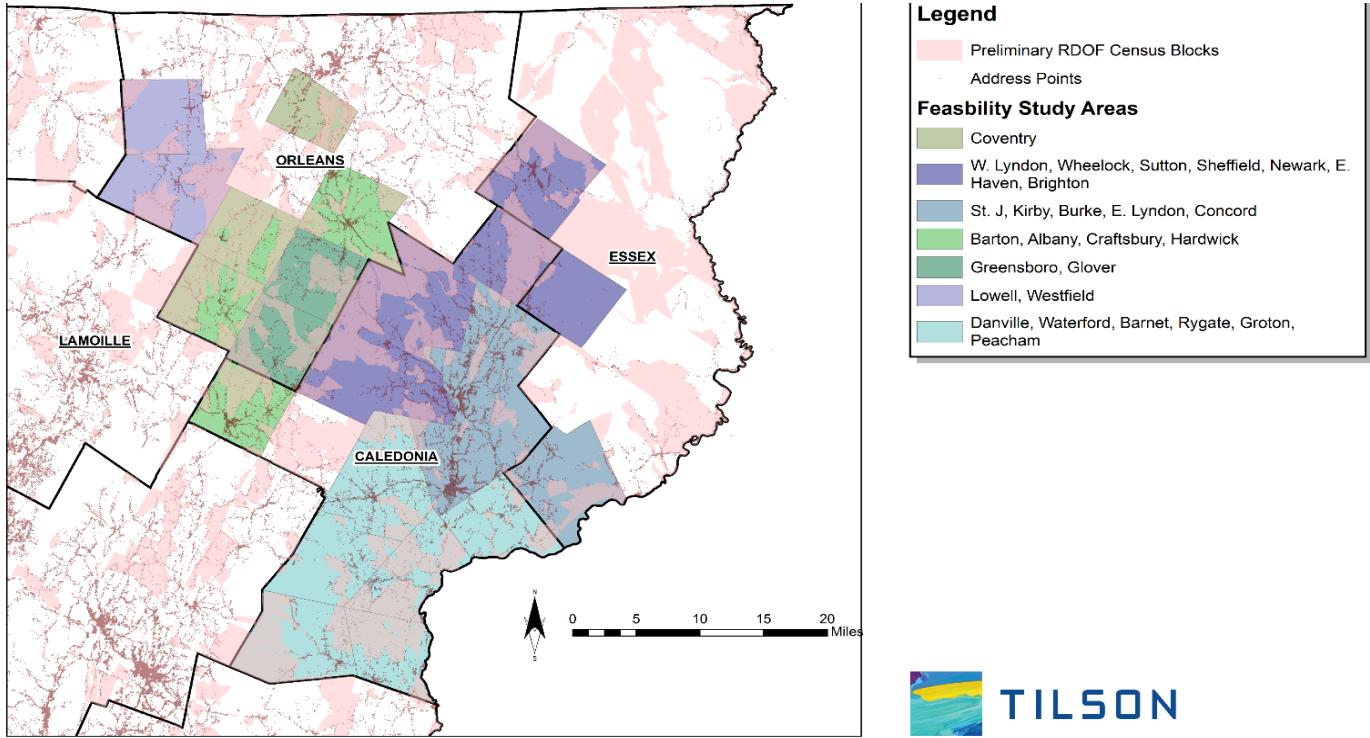 ORLEANS
ESSEX
LAMOILLE
CALEDONIA
N
S
0 5 10 15 20
Miles
Legend
Preliminary RDOF Census Blocks
Address Points
Feasbility Study Areas
Coventry
W. Lyndon, Wheelock, Sutton, Sheffield, Newark, E.
Haven, Brighton
St. J, Kirby, Burke, E. Lyndon, Concord
Barton, Albany, Craftsbury, Hardwick
Greensboro, Glover
Lowell, Westfield
Danville, Waterford, Barnet, Rygate, Groton,
Peacham
TILSON